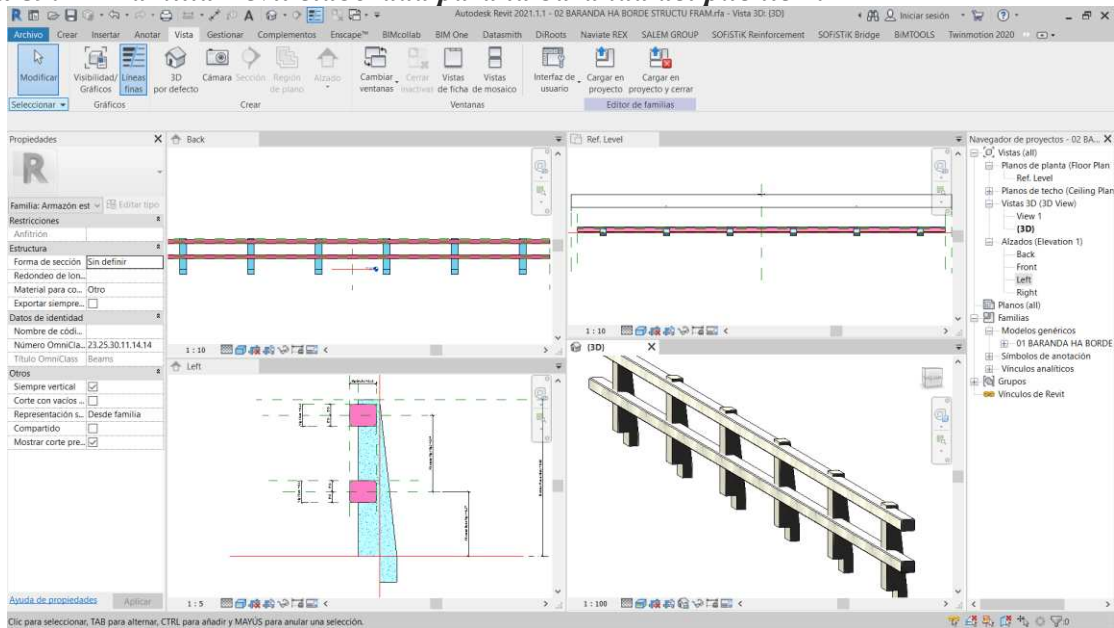 Autodesk Revit 2021.1.1 - 02 BARANDA HA BORDE STRUCTU FRAM.rfa - Vista 3D: {3D}
Iniciar sesión
Archivo Crear Insertar Anotar Vista Gestionar Complementos Enscape™ BIMcollab BIM One Datasmith DiRoots Naviate REX SALEM GROUP SOFiSTiK Reinforcement SOFiSTiK Bridge BiMTOOLS Twinmotion 2020
Modificar
Visibilidad/ Gráficos
Líneas finas
3D por defecto
Cámara
Sección
Región de plano
Alzado
Cambiar ventanas
Cerrar inactivas
Vistas de ficha
Vistas de mosaico
Interfaz de usuario
Cargar en proyecto
Cargar en proyecto y cerrar
Seleccionar
Gráficos
Crear
Ventanas
Editor de familias
Propiedades
R
Familia: Armazón est
Editar tipo
Restricciones
Anfitrión
Estructura
Forma de sección Sin definir
Redondeo de lon...
Material para co... Otro
Exportar siempre...
Datos de identidad
Nombre de códi...
Número OmniCla... 23.25.30.11.14.14
Título OmniClass Beams
Otros
Siempre vertical
Corte con vacíos ...
Representación s... Desde familia
Compartido
Mostrar corte pre...
Ayuda de propiedades
Aplicar
Back
1 : 10
Ref. Level
1 : 10
Left
1 : 5
{3D}
1 : 100
Navegador de proyectos - 02 BA...
Vistas (all)
Planos de planta (Floor Plan
Ref. Level
Planos de techo (Ceiling Plan
Vistas 3D (3D View)
View 1
{3D}
Alzados (Elevation 1)
Back
Front
Left
Right
Planos (all)
Familias
Modelos genéricos
01 BARANDA HA BORDE
Símbolos de anotación
Vínculos analíticos
Grupos
Vínculos de Revit
Clic para seleccionar, TAB para alternar, CTRL para añadir y MAYÚS para anular una selección.
:0